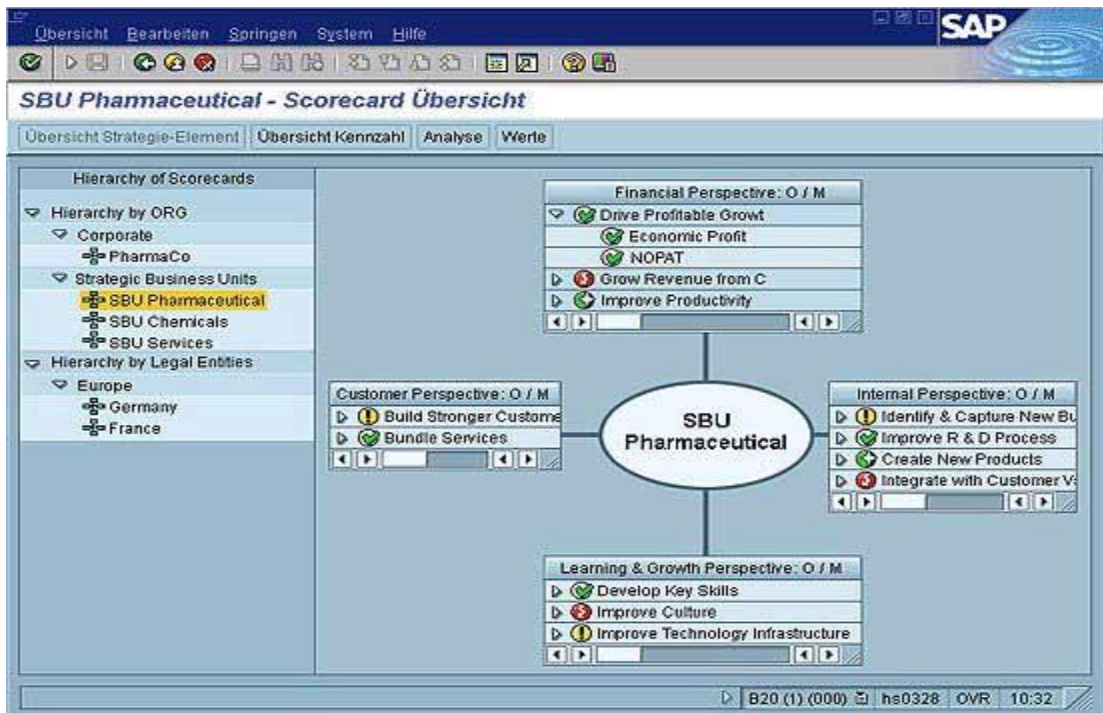 Übersicht Bearbeiten Springen System Hilfe
SAP
SBU Pharmaceutical - Scorecard Übersicht
Übersicht Strategie-Element Übersicht Kennzahl Analyse Werte
Hierarchy of Scorecards
Hierarchy by ORG
Corporate
PharmaCo
Strategic Business Units
SBU Pharmaceutical
SBU Chemicals
SBU Services
Hierarchy by Legal Entities
Europe
Germany
France
Financial Perspective: O / M
Drive Profitable Growt
Economic Profit
NOPAT
Grow Revenue from C
Improve Productivity
Customer Perspective: O / M
Build Stronger Custome
Bundle Services
SBU
Pharmaceutical
Internal Perspective: O / M
Identify & Capture New Bu
Improve R & D Process
Create New Products
Integrate with Customer Va
Learning & Growth Perspective: O / M
Develop Key Skills
Improve Culture
Improve Technology Infrastructure
B20 (1) (000) hs0328 OVR 10:32